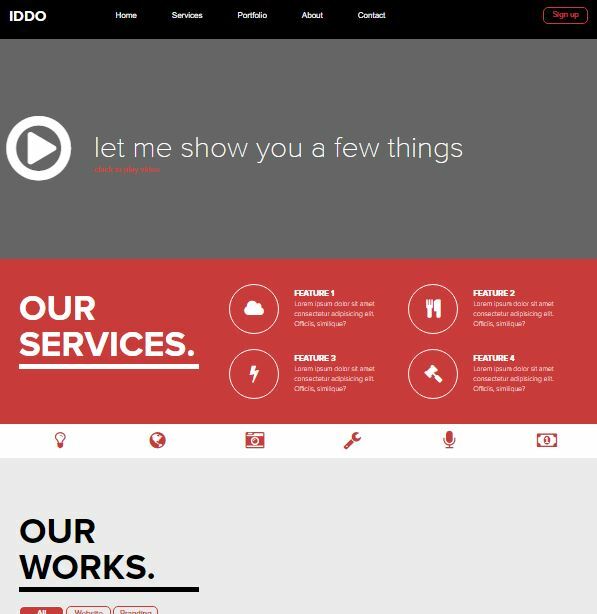 IDDO Home Services Portfolio About Contact Sign up
let me show you a few things
click to play video
OUR
SERVICES.
FEATURE 1
Lorem ipsum dolor sit amet
consectetur adipisicing elit.
Officiis, similique?
FEATURE 2
Lorem ipsum dolor sit amet
consectetur adipisicing elit.
Officiis, similique?
FEATURE 3
Lorem ipsum dolor sit amet
consectetur adipisicing elit.
Officiis, similique?
FEATURE 4
Lorem ipsum dolor sit amet
consectetur adipisicing elit.
Officiis, similique?
OUR
WORKS.
All Website Branding